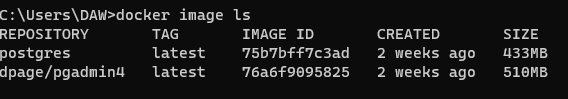 C:\Users\DAW>docker image ls
REPOSITORY TAG IMAGE ID CREATED SIZE
postgres latest 75b7bff7c3ad 2 weeks ago 433MB
dpage/pgadmin4 latest 76a6f9095825 2 weeks ago 510MB